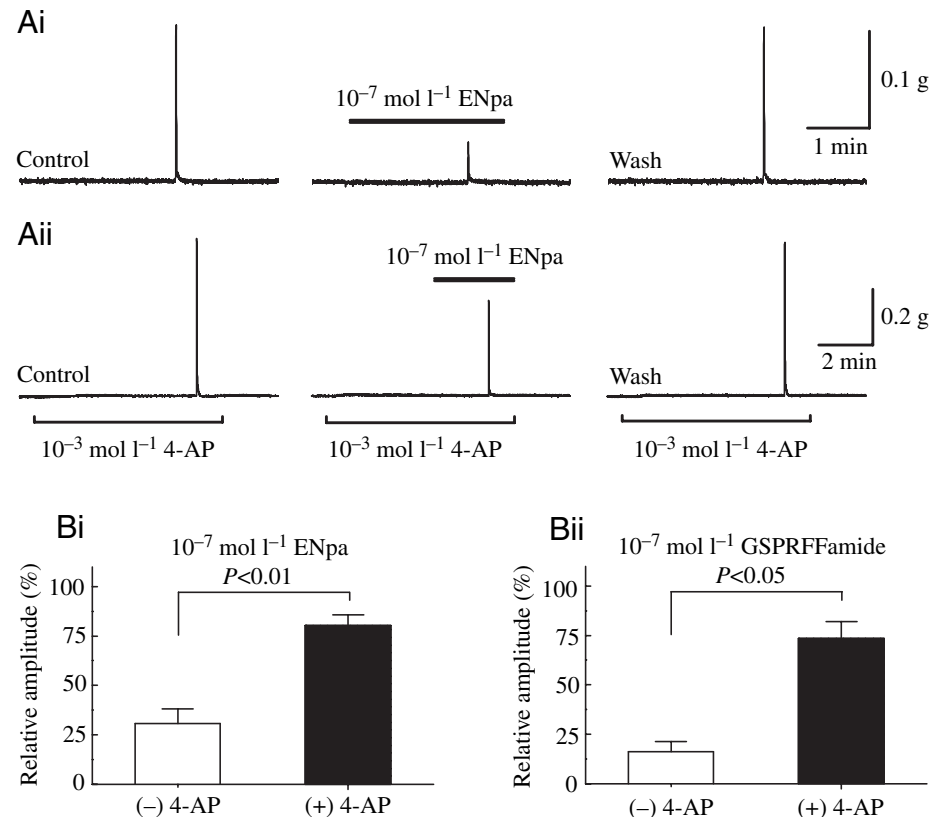 Ai
10⁻⁷ mol l⁻¹ ENpa
0.1 g
1 min
Control
Wash
Aii
10⁻⁷ mol l⁻¹ ENpa
0.2 g
2 min
Control
Wash
10⁻³ mol l⁻¹ 4-AP
10⁻³ mol l⁻¹ 4-AP
10⁻³ mol l⁻¹ 4-AP
Bi
10⁻⁷ mol l⁻¹ ENpa
P<0.01
Relative amplitude (%)
100
75
50
25
0
(–) 4-AP
(+) 4-AP
Bii
10⁻⁷ mol l⁻¹ GSPRFFamide
P<0.05
Relative amplitude (%)
100
75
50
25
0
(–) 4-AP
(+) 4-AP